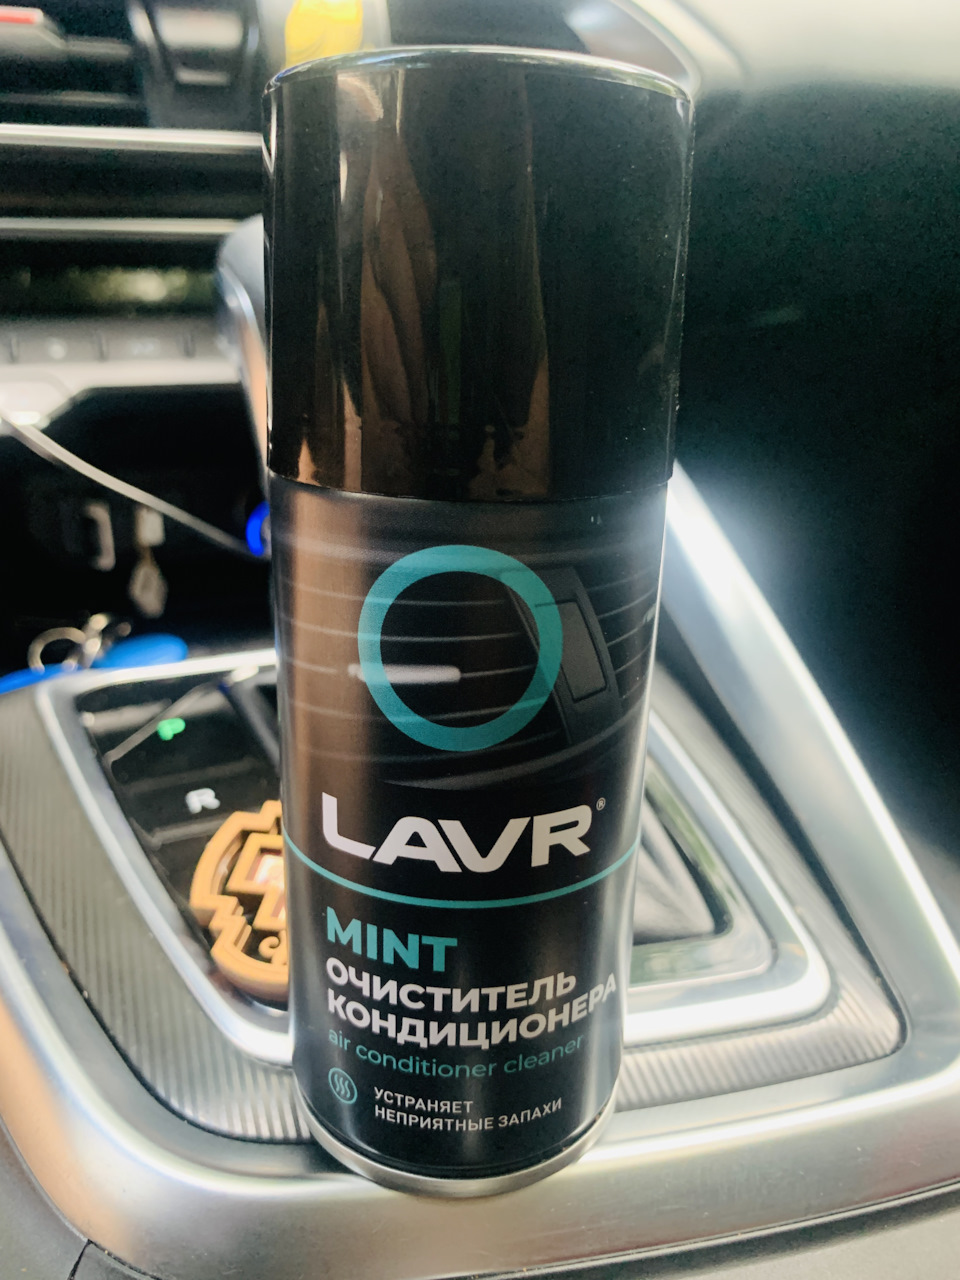 LAVR®
MINT
ОЧИСТИТЕЛЬ
КОНДИЦИОНЕРА
air conditioner cleaner
УСТРАНЯЕТ
НЕПРИЯТНЫЕ ЗАПАХИ
R